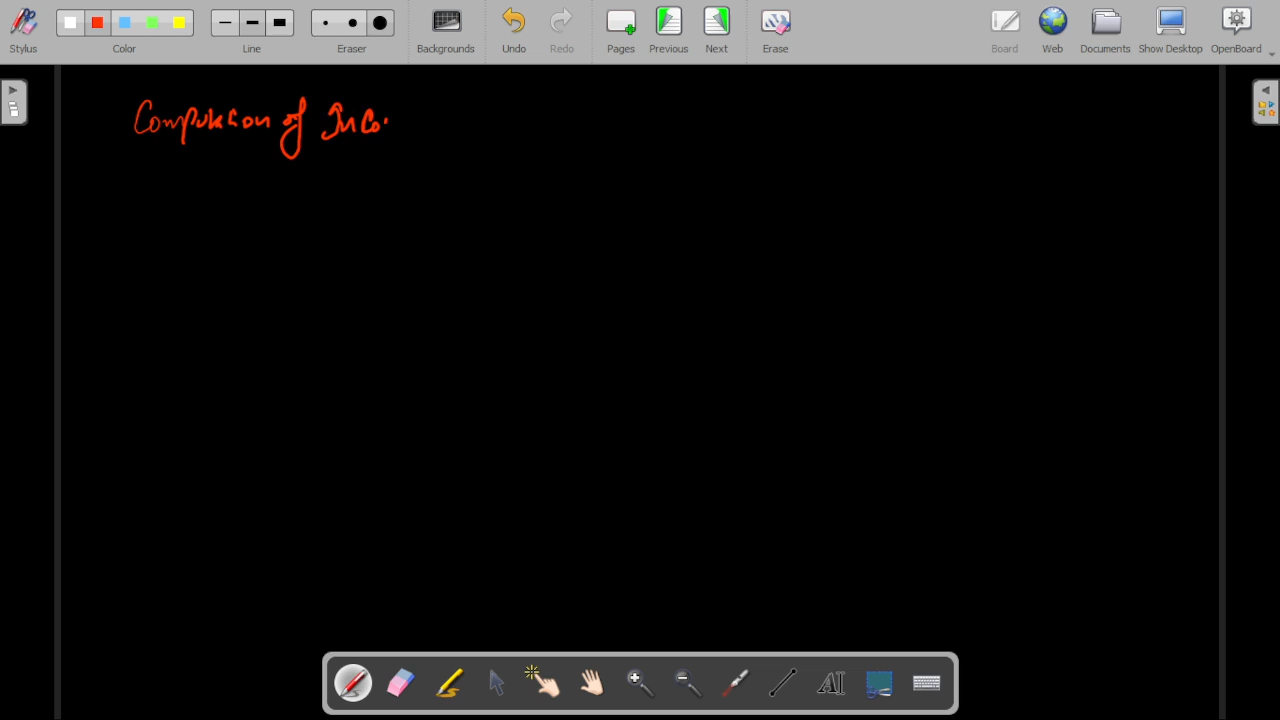 Stylus Color Line Eraser Backgrounds Undo Redo Pages Previous Next Erase Board Web Documents Show Desktop OpenBoard
Computation of Inco